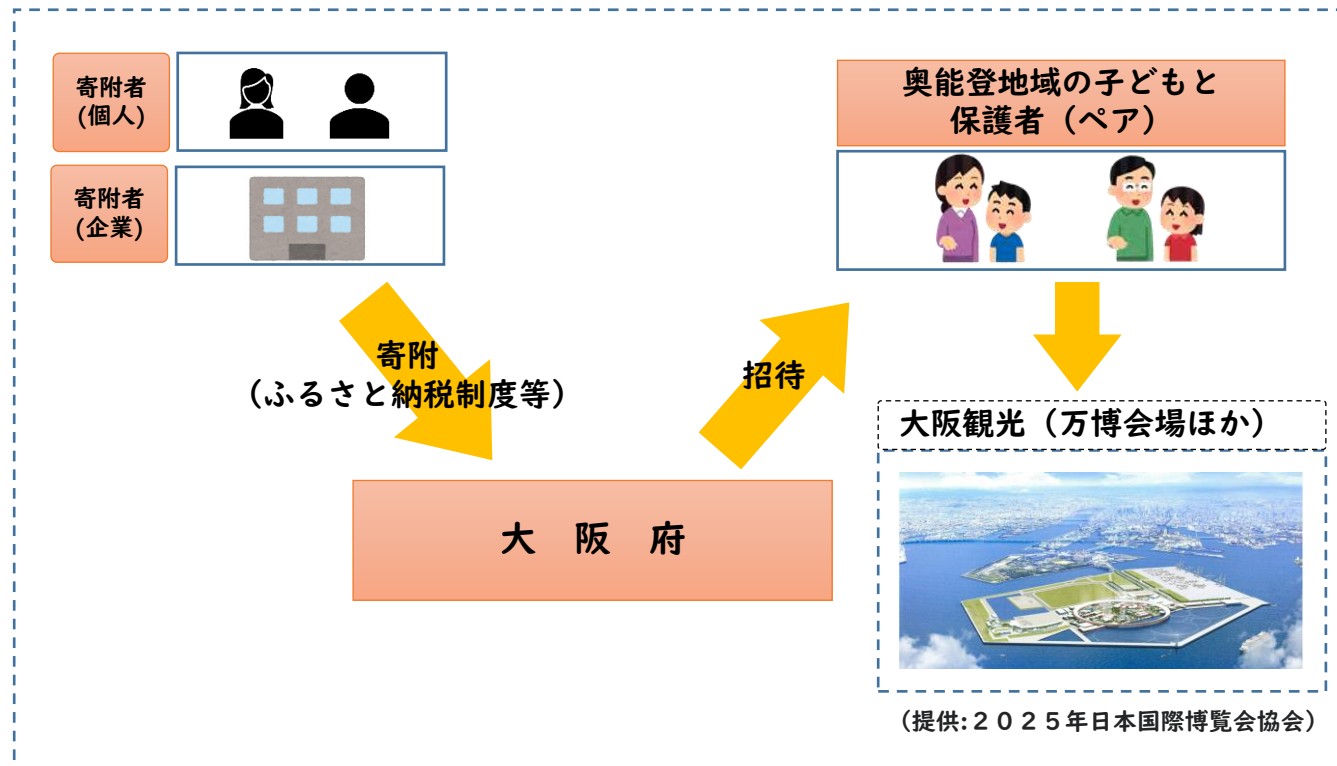 寄附者
(個人)
寄附者
(企業)
奥能登地域の子どもと
保護者（ペア）
寄附
（ふるさと納税制度等）
招待
大阪観光（万博会場ほか）
大　阪　府
（提供:２０２５年日本国際博覧会協会）